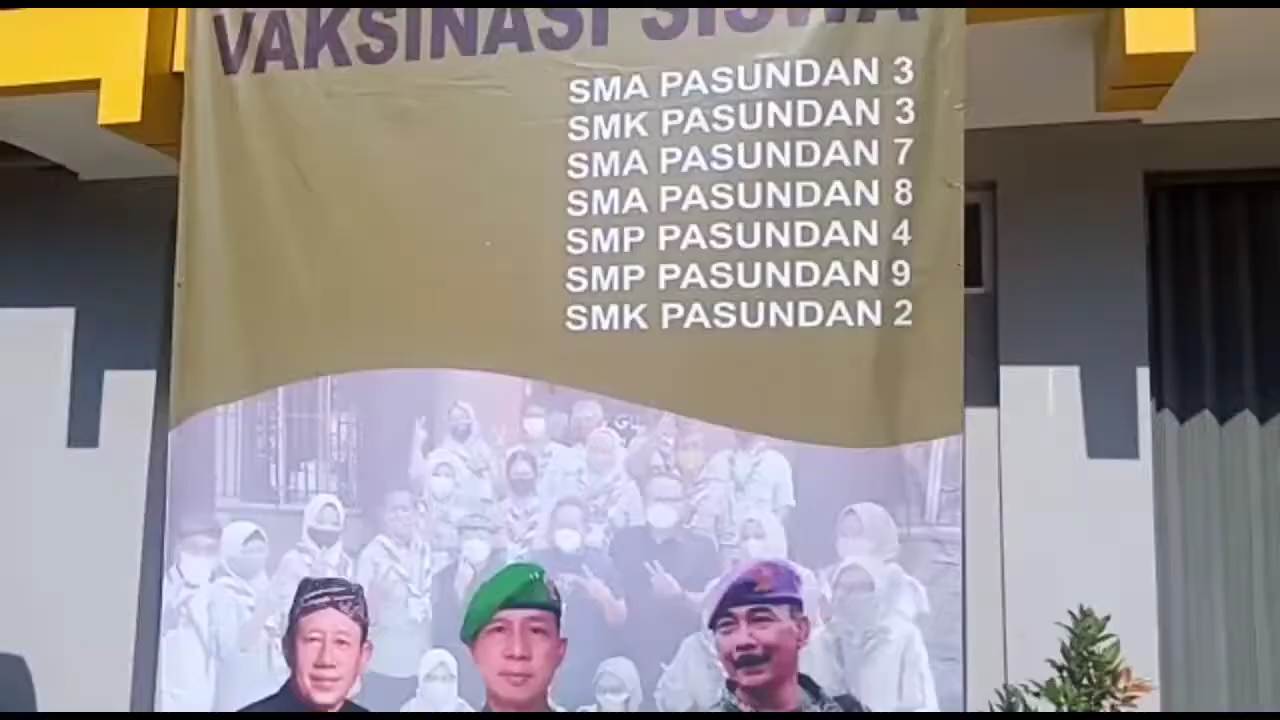 VAKSINASI SISWA
SMA PASUNDAN 3
SMK PASUNDAN 3
SMA PASUNDAN 7
SMA PASUNDAN 8
SMP PASUNDAN 4
SMP PASUNDAN 9
SMK PASUNDAN 2